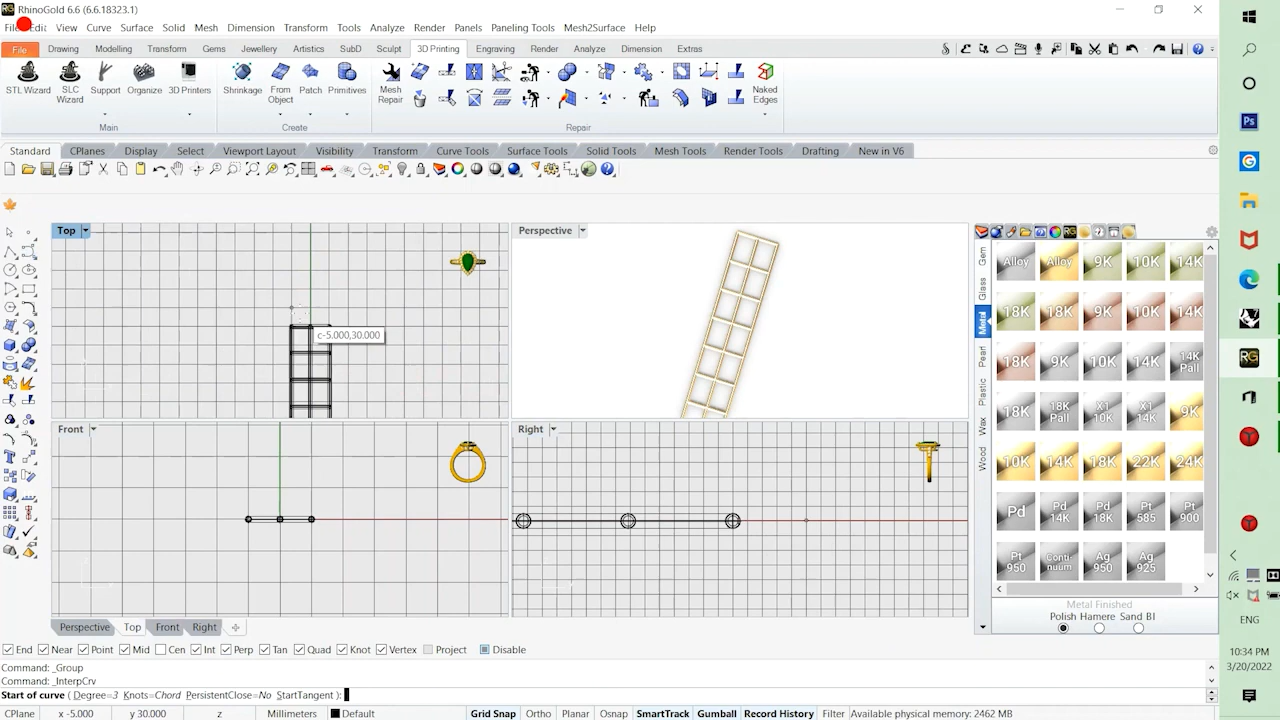 RhinoGold 6.6 (6.6.18323.1)
File Edit View Curve Surface Solid Mesh Dimension Transform Tools Analyze Render Panels Paneling Tools Mesh2Surface Help
File Drawing Modelling Transform Gems Jewellery Artistics SubD Sculpt 3D Printing Engraving Render Analyze Dimension Extras
STL Wizard SLC Wizard Support Organize 3D Printers Shrinkage From Object Patch Primitives Mesh Repair Naked Edges
Main Create Repair
Standard CPlanes Display Select Viewport Layout Visibility Transform Curve Tools Surface Tools Solid Tools Mesh Tools Render Tools Drafting New in V6
Top
Perspective
c-5.000,30.000
Front
Right
Gem
Glass
Metal
Pearl
Plastic
Wax
Wood
Alloy Alloy 9K 10K 14K
18K 18K 9K 10K 14K
18K 9K 10K 14K 14K Pall
18K 18K Pall X1 10K X1 14K 9K
10K 14K 18K 22K 24K
Pd Pd 14K Pd 18K Pt 585 Pt 900
Pt 950 Conti nuum Ag 950 Ag 925
Metal Finished
Polish Hamere Sand Bl
Perspective Top Front Right
End Near Point Mid Cen Int Perp Tan Quad Knot Vertex Project Disable
Command: _Group
Command: _InterpCrv
Start of curve ( Degree=3 Knots=Chord PersistentClose=No StartTangent ):
CPlane x -5.000 y 30.000 z Millimeters Default Grid Snap Ortho Planar Osnap SmartTrack Gumball Record History Filter Available physical memory: 2462 MB
Ps
G
RG
ENG
10:34 PM
3/20/2022